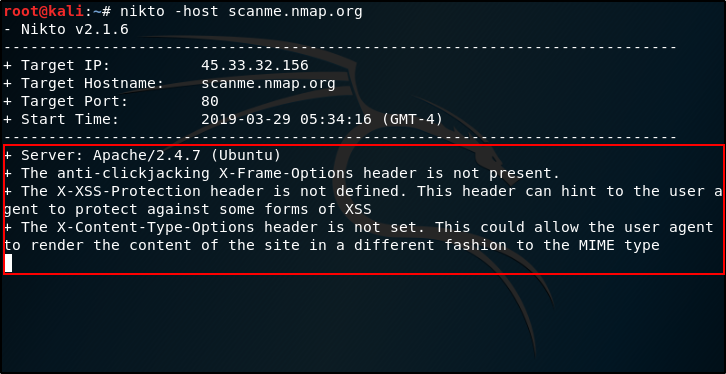 root@kali:~# nikto -host scanme.nmap.org
- Nikto v2.1.6
---------------------------------------------------------------------------
+ Target IP:          45.33.32.156
+ Target Hostname:    scanme.nmap.org
+ Target Port:        80
+ Start Time:         2019-03-29 05:34:16 (GMT-4)
---------------------------------------------------------------------------
+ Server: Apache/2.4.7 (Ubuntu)
+ The anti-clickjacking X-Frame-Options header is not present.
+ The X-XSS-Protection header is not defined. This header can hint to the user a
gent to protect against some forms of XSS
+ The X-Content-Type-Options header is not set. This could allow the user agent
to render the content of the site in a different fashion to the MIME type